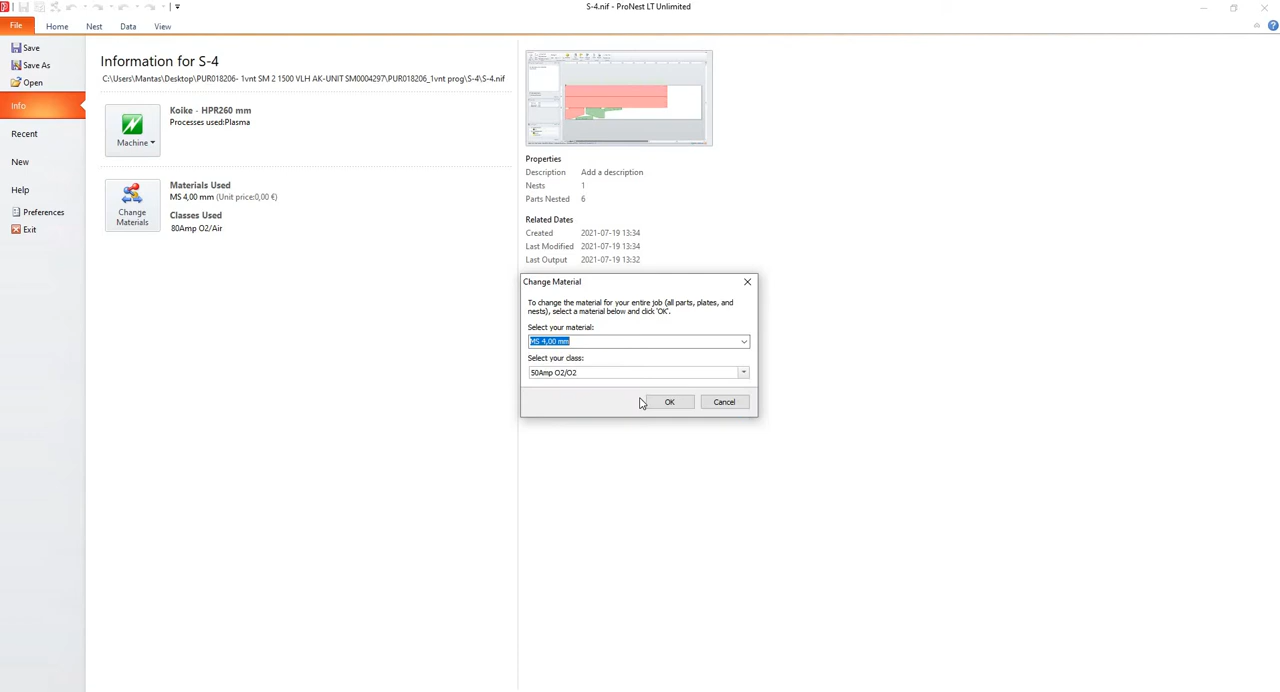 S-4.nif - ProNest LT Unlimited
File
Home
Nest
Data
View
Save
Save As
Open
Info
Recent
New
Help
Preferences
Exit
Information for S-4
C:\Users\Mantas\Desktop\PUR018206- 1vnt SM 2 1500 VLH AK-UNIT SM0004297\PUR018206_1vnt prog\S-4\S-4.nif
Machine
Koike - HPR260 mm
Processes used:Plasma
Change
Materials
Materials Used
MS 4,00 mm (Unit price:0,00 €)
Classes Used
80Amp O2/Air
Properties
Description Add a description
Nests 1
Parts Nested 6
Related Dates
Created 2021-07-19 13:34
Last Modified 2021-07-19 13:34
Last Output 2021-07-19 13:32
Change Material
To change the material for your entire job (all parts, plates, and
nests), select a material below and click 'OK'.
Select your material:
MS 4,00 mm
Select your class:
50Amp O2/O2
OK
Cancel